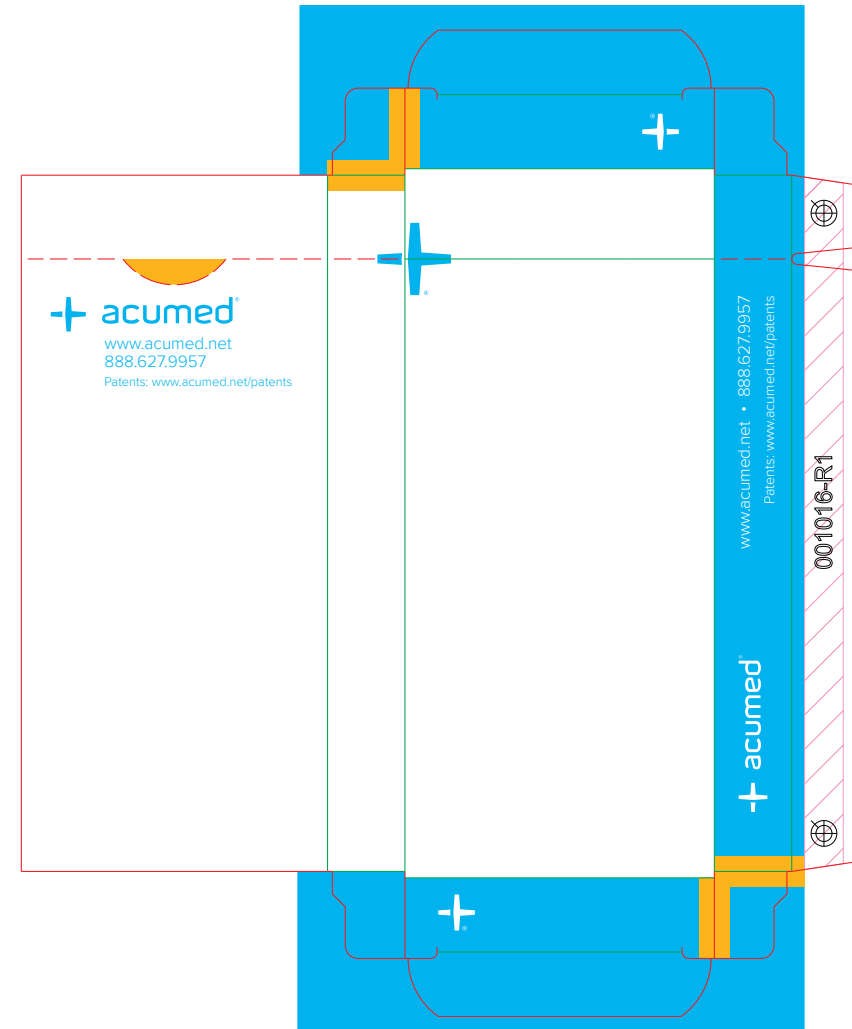 acumed®
www.acumed.net
888.627.9957
Patents: www.acumed.net/patents
®
®
®
www.acumed.net • 888.627.9957
Patents: www.acumed.net/patents
acumed®
001016-R1